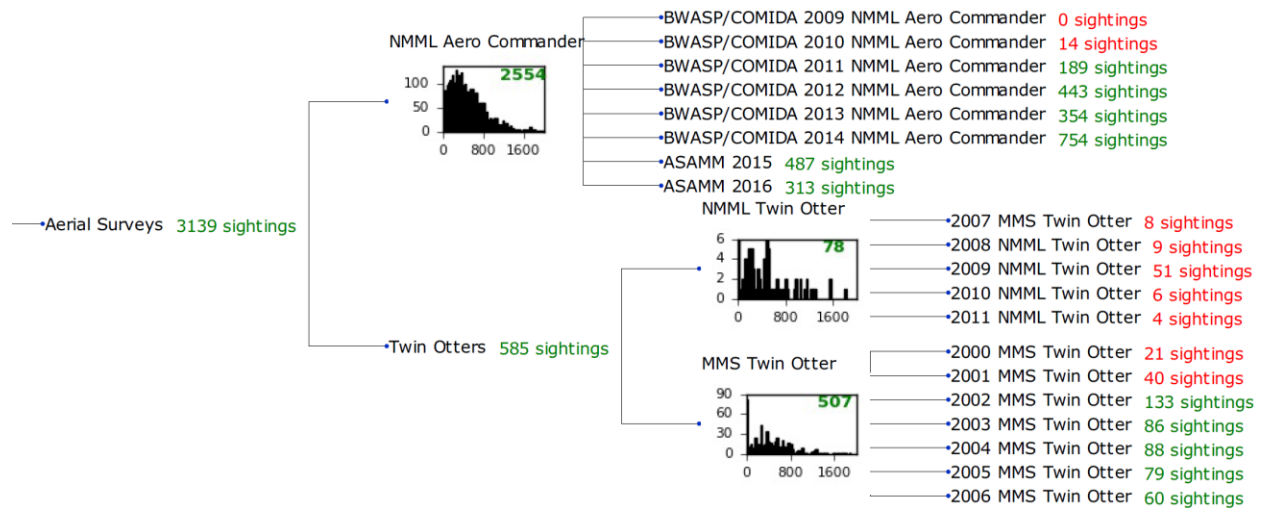 BWASP/COMIDA 2009 NMML Aero Commander 0 sightings
NMML Aero Commander
BWASP/COMIDA 2010 NMML Aero Commander 14 sightings
BWASP/COMIDA 2011 NMML Aero Commander 189 sightings
2554
100
50
0
0 800 1600
BWASP/COMIDA 2012 NMML Aero Commander 443 sightings
BWASP/COMIDA 2013 NMML Aero Commander 354 sightings
BWASP/COMIDA 2014 NMML Aero Commander 754 sightings
ASAMM 2015 487 sightings
ASAMM 2016 313 sightings
Aerial Surveys 3139 sightings
NMML Twin Otter
78
6
4
2
0
0 800 1600
2007 MMS Twin Otter 8 sightings
2008 NMML Twin Otter 9 sightings
2009 NMML Twin Otter 51 sightings
2010 NMML Twin Otter 6 sightings
2011 NMML Twin Otter 4 sightings
Twin Otters 585 sightings
MMS Twin Otter
507
90
60
30
0
0 800 1600
2000 MMS Twin Otter 21 sightings
2001 MMS Twin Otter 40 sightings
2002 MMS Twin Otter 133 sightings
2003 MMS Twin Otter 86 sightings
2004 MMS Twin Otter 88 sightings
2005 MMS Twin Otter 79 sightings
2006 MMS Twin Otter 60 sightings